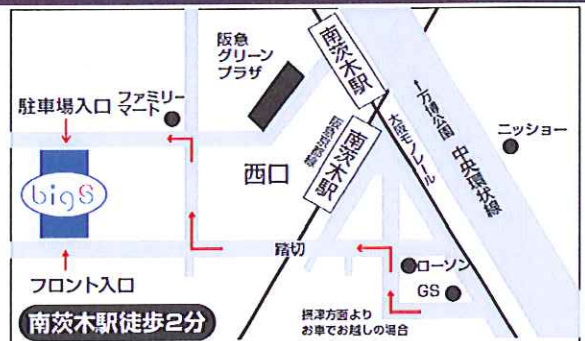 阪急
グリーン
プラザ
南茨木駅
駐車場入口
ファミリー
マート
←万博公園
ニッショー
阪急京都線
南茨木駅
大阪モノレール
中央環状線
西口
bigS
踏切
フロント入口
ローソン
GS
南茨木駅徒歩2分
摂津方面より
お車でお越しの場合